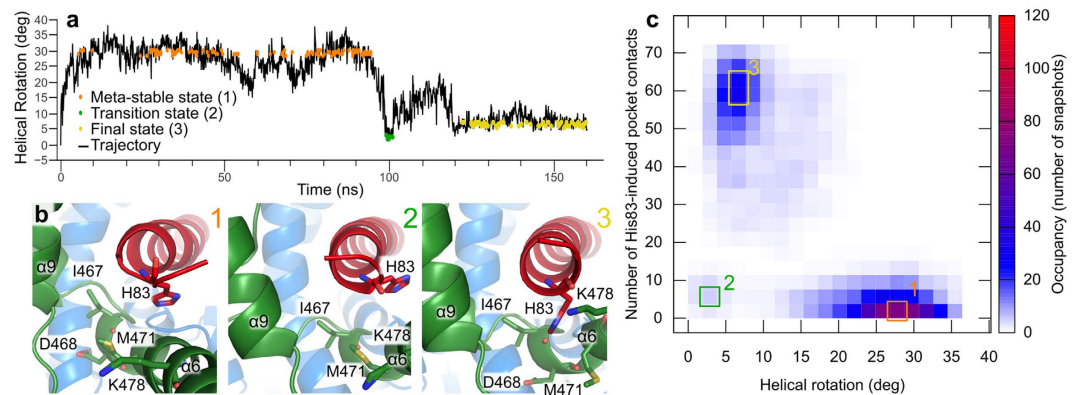 a
Helical Rotation (deg)
40
35
30
25
20
15
10
5
0
−5
Meta-stable state (1)
Transition state (2)
Final state (3)
Trajectory
0
50
100
150
Time (ns)
b
1
α9
I467
H83
D468
M471
K478
α6
2
H83
α9
I467
K478
M471
α6
3
K478
I467
H83
α9
α6
D468
M471
c
Number of His83-induced pocket contacts
70
60
50
40
30
20
10
0
3
2
1
0
5
10
15
20
25
30
35
40
Helical rotation (deg)
120
100
80
60
40
20
0
Occupancy (number of snapshots)